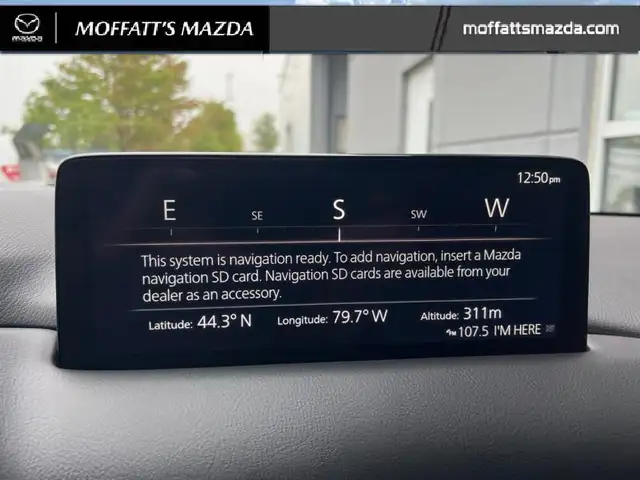 mazda
MOFFATT'S MAZDA
moffattsmazda.com
12:50pm
E SE S SW W
This system is navigation ready. To add navigation, insert a Mazda
navigation SD card. Navigation SD cards are available from your
dealer as an accessory.
Latitude: 44.3° N Longitude: 79.7° W Altitude: 311m
FM 107.5 I'M HERE